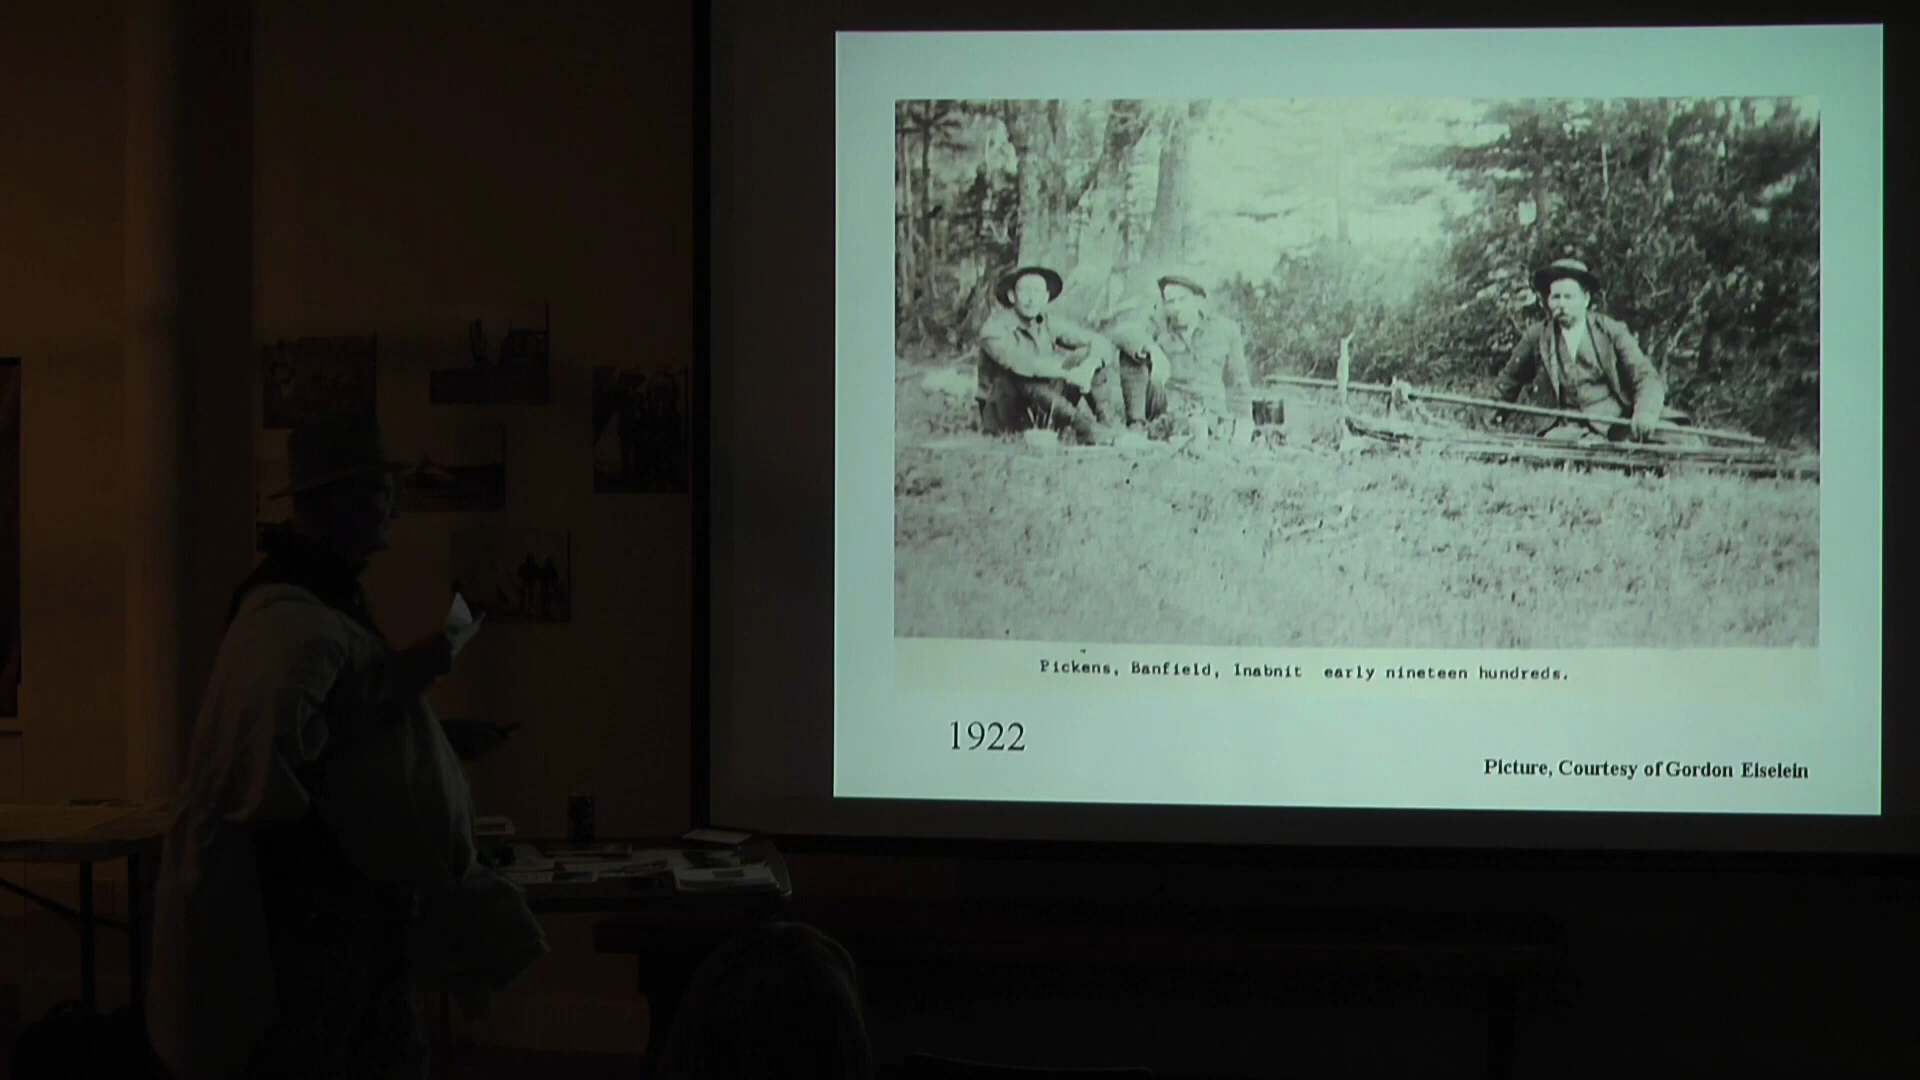 Pickens, Banfield, Inabnit early nineteen hundreds.
1922
Picture, Courtesy of Gordon Eiselein